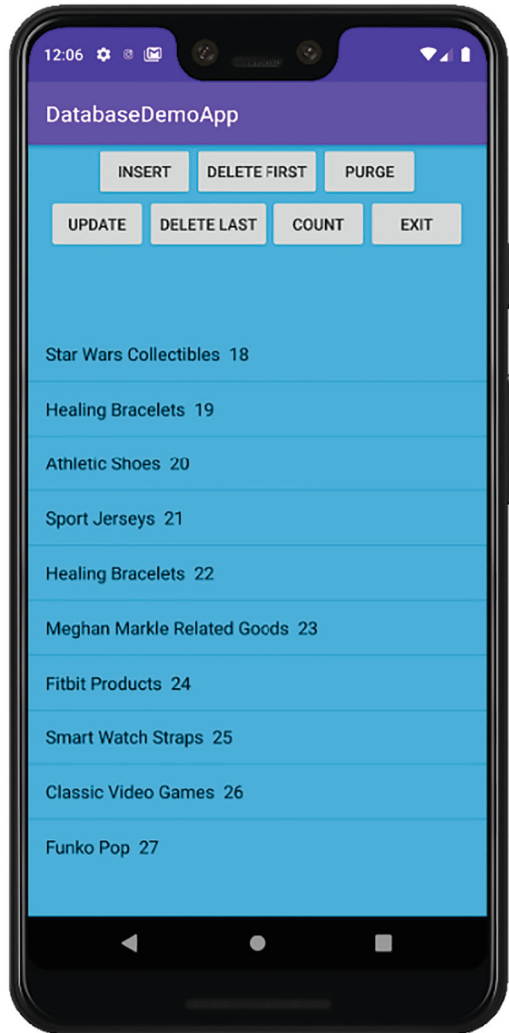 12:06
DatabaseDemoApp
INSERT DELETE FIRST PURGE
UPDATE DELETE LAST COUNT EXIT
Star Wars Collectibles 18
Healing Bracelets 19
Athletic Shoes 20
Sport Jerseys 21
Healing Bracelets 22
Meghan Markle Related Goods 23
Fitbit Products 24
Smart Watch Straps 25
Classic Video Games 26
Funko Pop 27